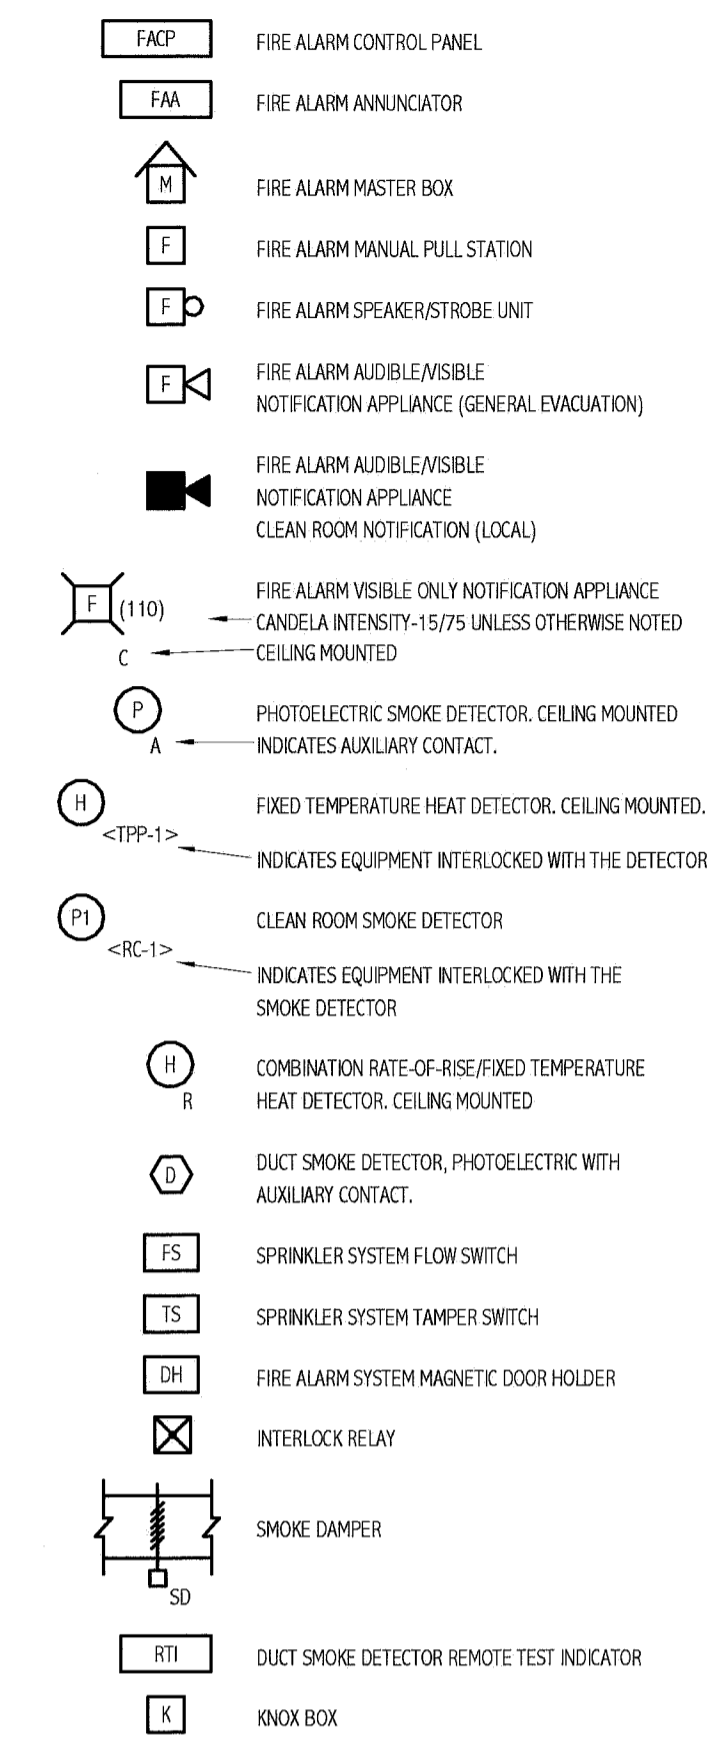 FACP FIRE ALARM CONTROL PANEL
FAA FIRE ALARM ANNUNCIATOR
M FIRE ALARM MASTER BOX
F FIRE ALARM MANUAL PULL STATION
F FIRE ALARM SPEAKER/STROBE UNIT
F FIRE ALARM AUDIBLE/VISIBLE
NOTIFICATION APPLIANCE (GENERAL EVACUATION)
FIRE ALARM AUDIBLE/VISIBLE
NOTIFICATION APPLIANCE
CLEAN ROOM NOTIFICATION (LOCAL)
FIRE ALARM VISIBLE ONLY NOTIFICATION APPLIANCE
F (110) CANDELA INTENSITY-15/75 UNLESS OTHERWISE NOTED
C CEILING MOUNTED
P PHOTOELECTRIC SMOKE DETECTOR. CEILING MOUNTED
A INDICATES AUXILIARY CONTACT.
H FIXED TEMPERATURE HEAT DETECTOR. CEILING MOUNTED.
<TPP-1>
INDICATES EQUIPMENT INTERLOCKED WITH THE DETECTOR
P1 CLEAN ROOM SMOKE DETECTOR
<RC-1>
INDICATES EQUIPMENT INTERLOCKED WITH THE
SMOKE DETECTOR
H COMBINATION RATE-OF-RISE/FIXED TEMPERATURE
R HEAT DETECTOR. CEILING MOUNTED
D DUCT SMOKE DETECTOR, PHOTOELECTRIC WITH
AUXILIARY CONTACT.
FS SPRINKLER SYSTEM FLOW SWITCH
TS SPRINKLER SYSTEM TAMPER SWITCH
DH FIRE ALARM SYSTEM MAGNETIC DOOR HOLDER
INTERLOCK RELAY
SMOKE DAMPER
SD
RTI DUCT SMOKE DETECTOR REMOTE TEST INDICATOR
K KNOX BOX